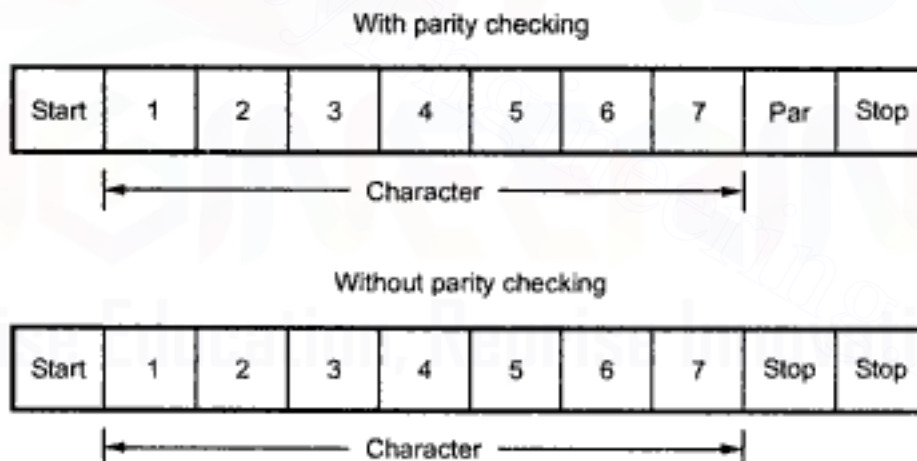 With parity checking
Start 1 2 3 4 5 6 7 Par Stop
Character
Without parity checking
Start 1 2 3 4 5 6 7 Stop Stop
Character